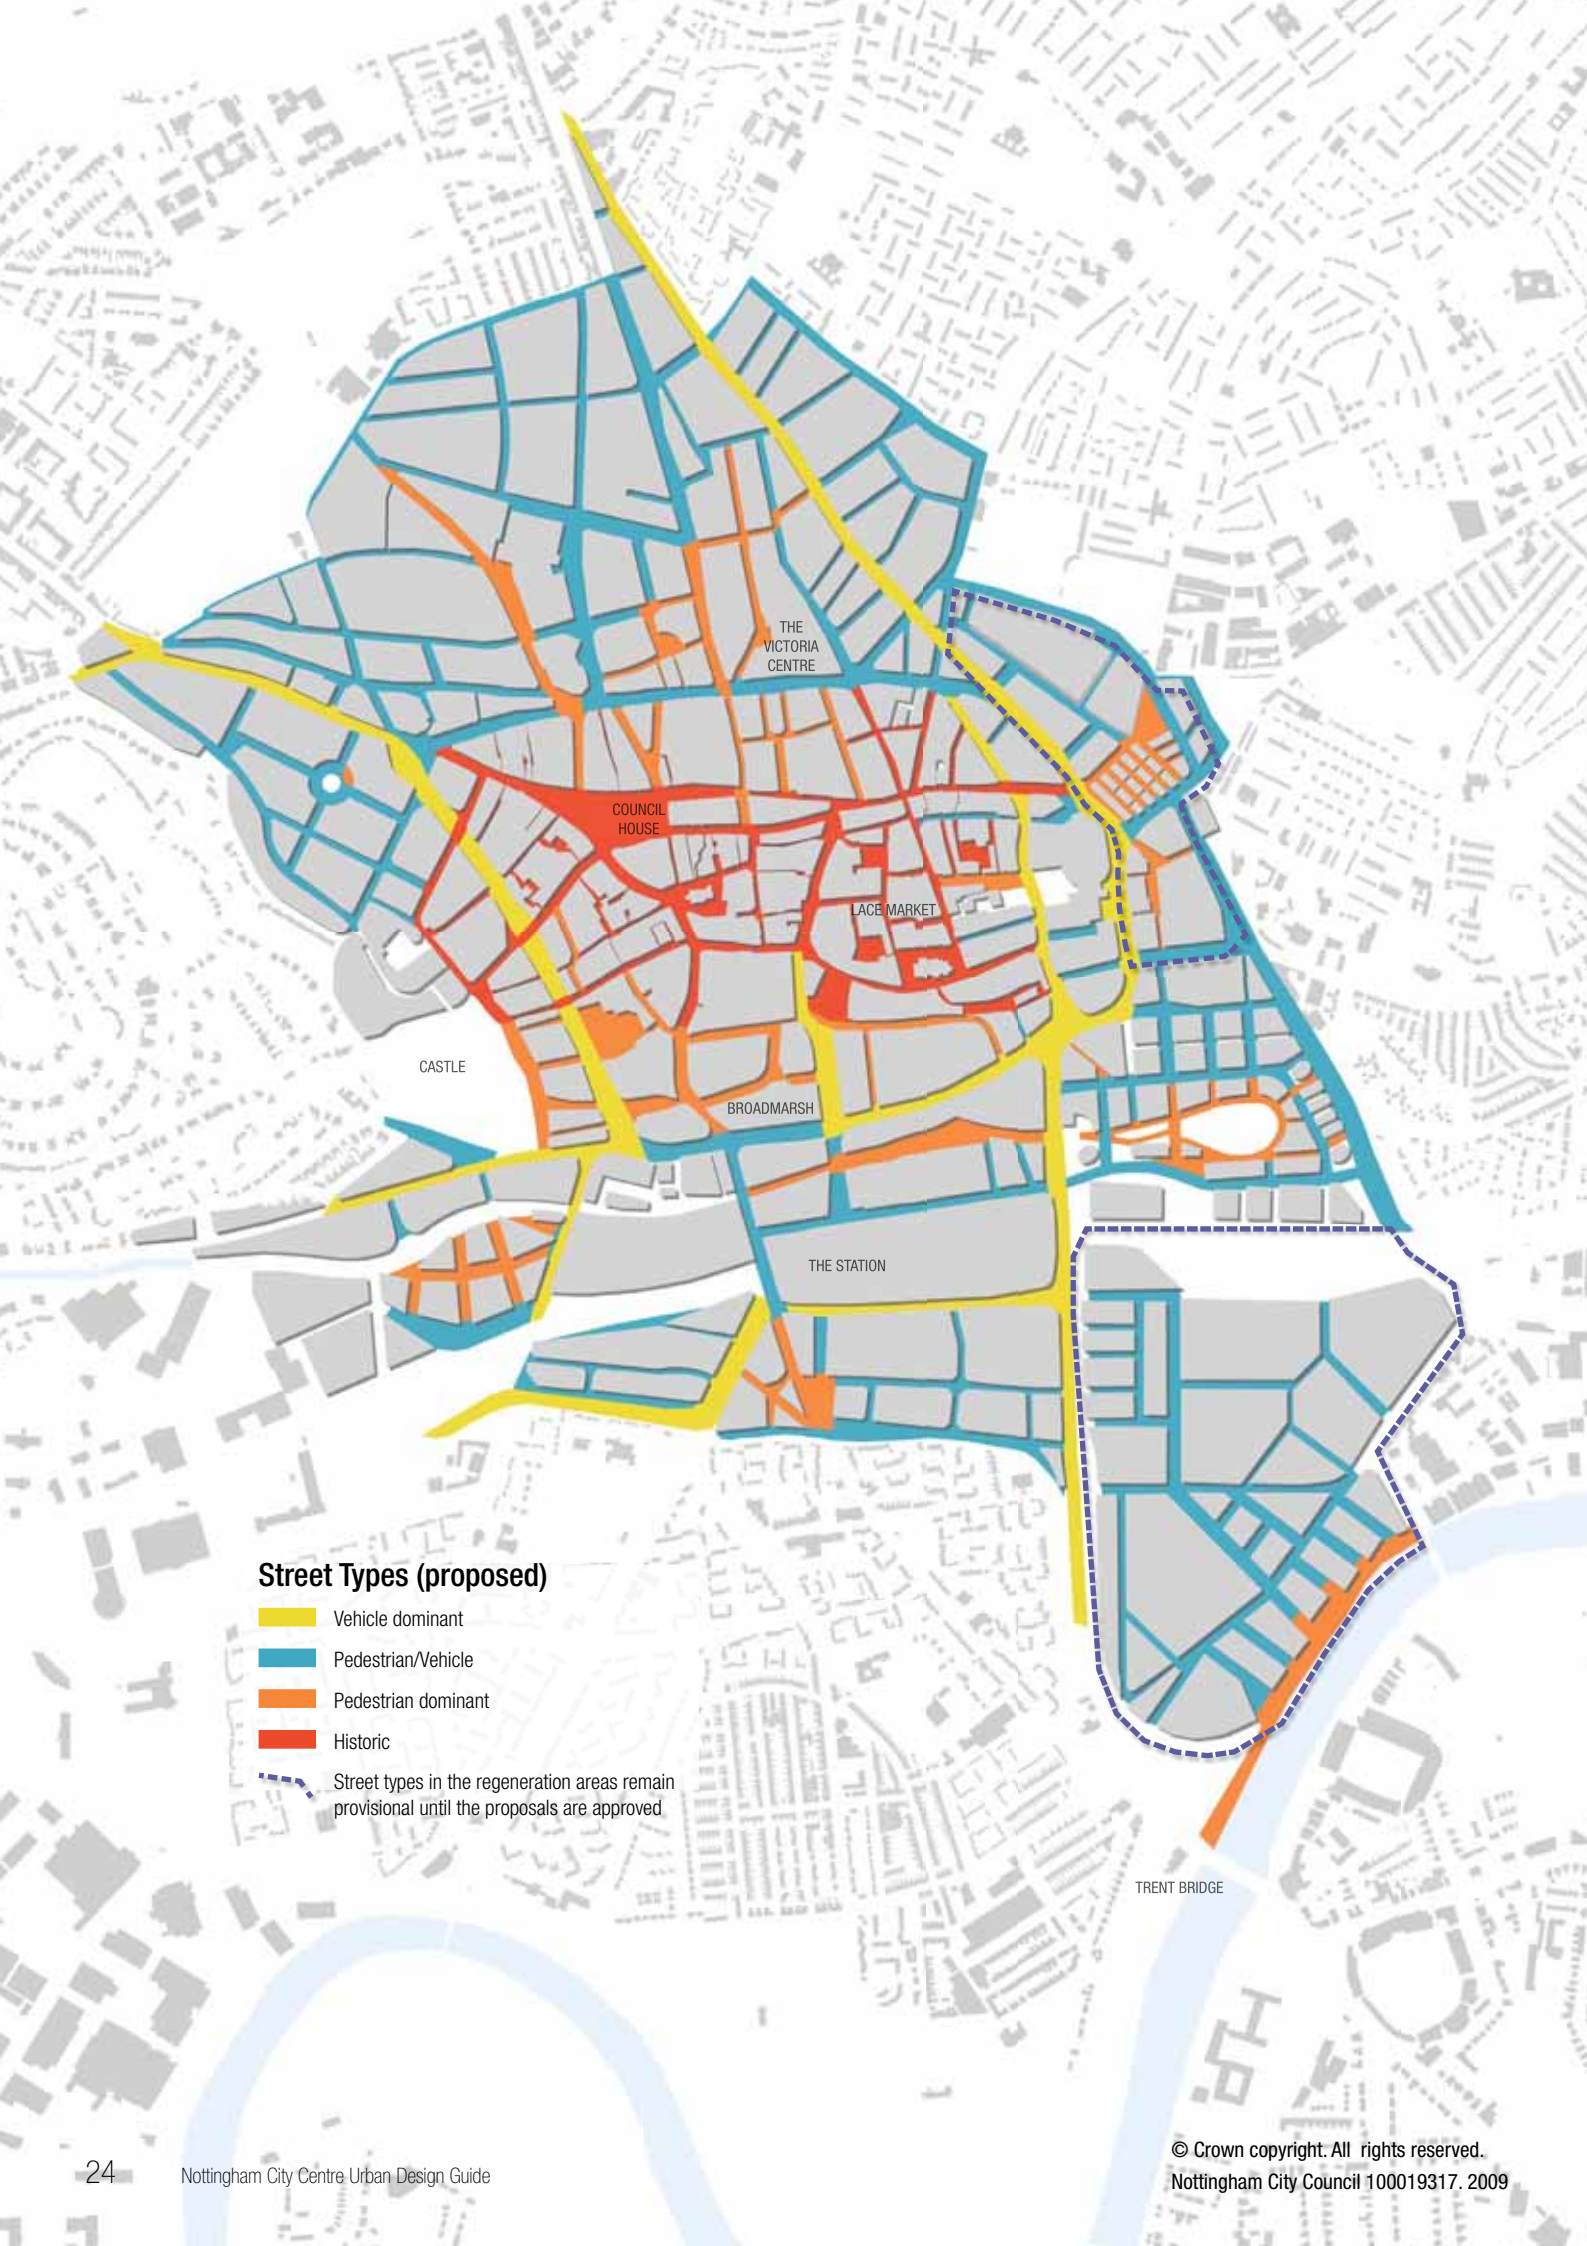 THE
VICTORIA
CENTRE
COUNCIL
HOUSE
LACE MARKET
CASTLE
BROADMARSH
THE STATION
Street Types (proposed)
Vehicle dominant
Pedestrian/Vehicle
Pedestrian dominant
Historic
Street types in the regeneration areas remain
provisional until the proposals are approved
TRENT BRIDGE
© Crown copyright. All rights reserved.
Nottingham City Council 100019317. 2009
24 Nottingham City Centre Urban Design Guide